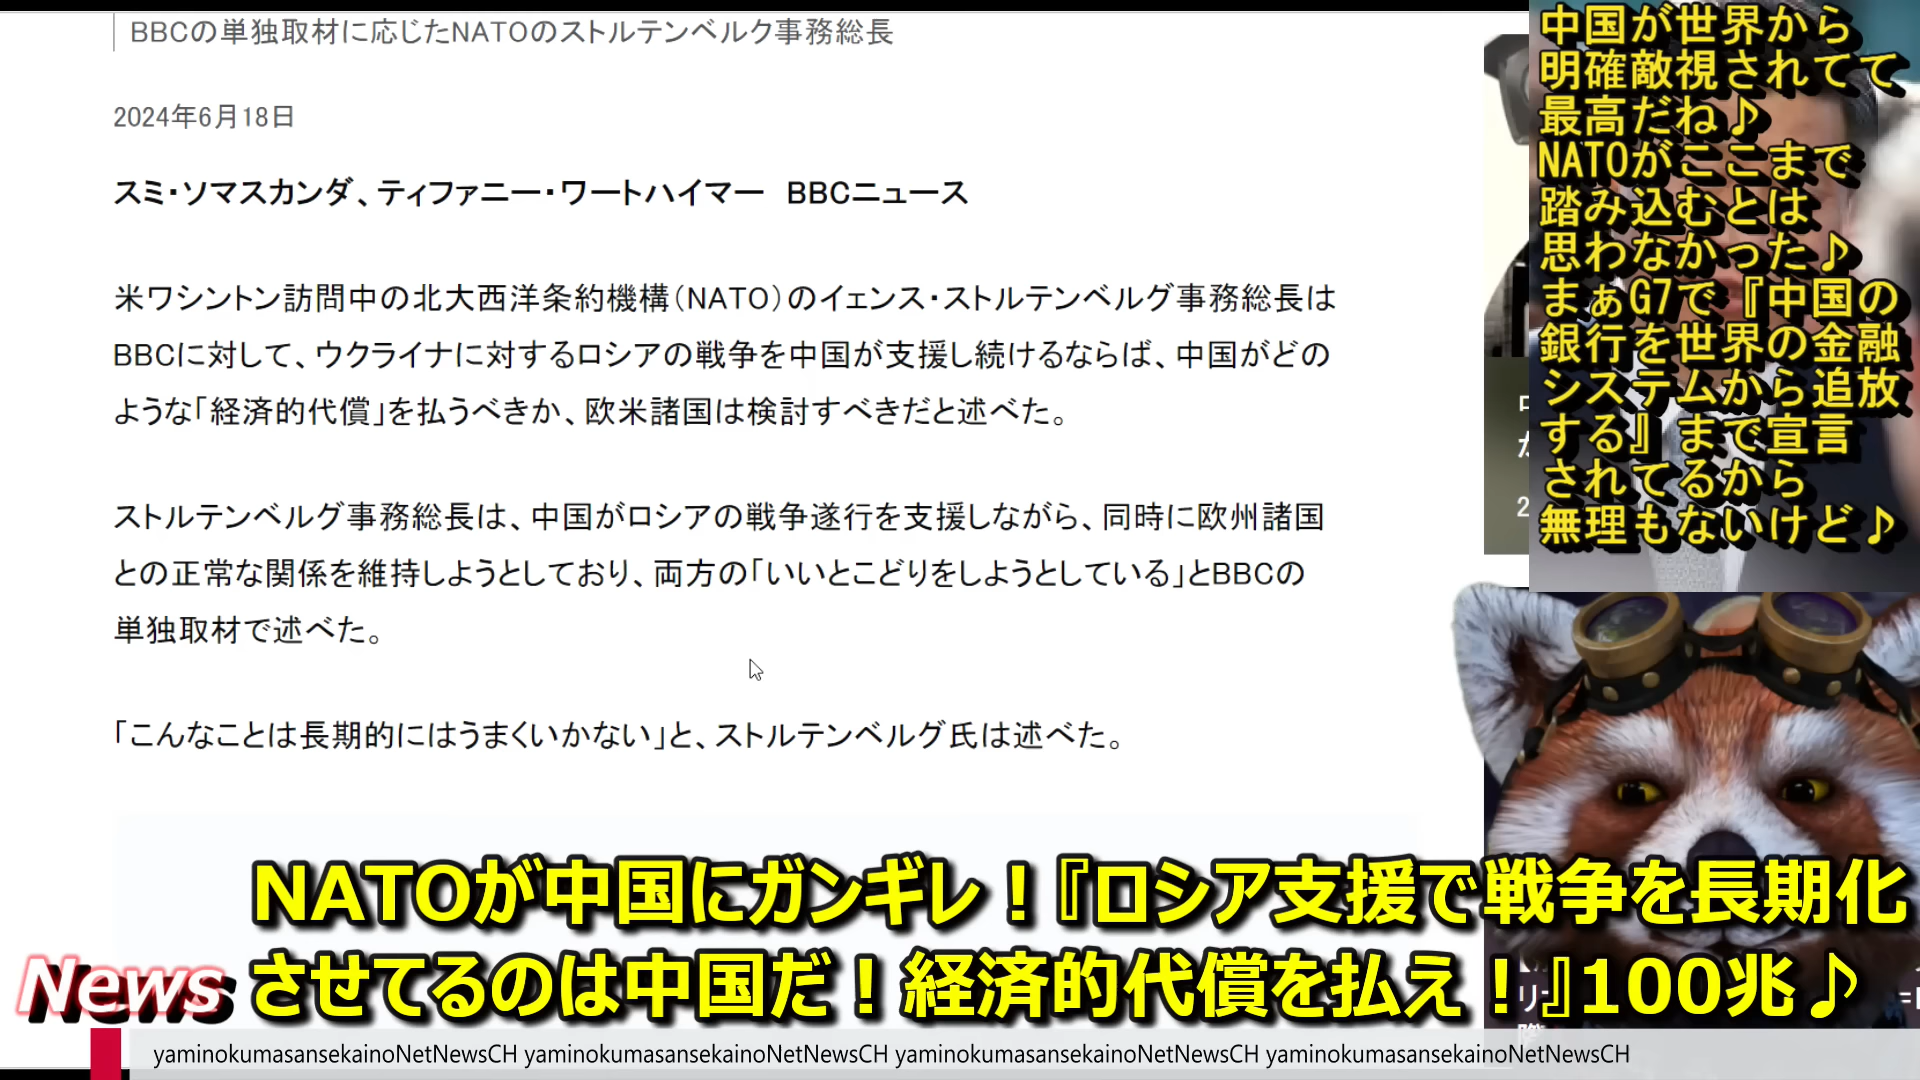 BBCの単独取材に応じたNATOのストルテンベルク事務総長
2024年6月18日
スミ・ソマスカンダ、ティファニー・ワートハイマー　BBCニュース
米ワシントン訪問中の北大西洋条約機構（NATO）のイェンス・ストルテンベルグ事務総長は
BBCに対して、ウクライナに対するロシアの戦争を中国が支援し続けるならば、中国がどの
ような「経済的代償」を払うべきか、欧米諸国は検討すべきだと述べた。
ストルテンベルグ事務総長は、中国がロシアの戦争遂行を支援しながら、同時に欧州諸国
との正常な関係を維持しようとしており、両方の「いいとこどりをしようとしている」とBBCの
単独取材で述べた。
「こんなことは長期的にはうまくいかない」と、ストルテンベルグ氏は述べた。
中国が世界から
明確敵視されてて
最高だね♪
NATOがここまで
踏み込むとは
思わなかった♪
まぁG7で『中国の
銀行を世界の金融
システムから追放
する』まで宣言
されてるから
無理もないけど♪
NATOが中国にガンギレ！『ロシア支援で戦争を長期化
させてるのは中国だ！経済的代償を払え！』100兆♪
News
yaminokumasansekainoNetNewsCH yaminokumasansekainoNetNewsCH yaminokumasansekainoNetNewsCH yaminokumasansekainoNetNewsCH